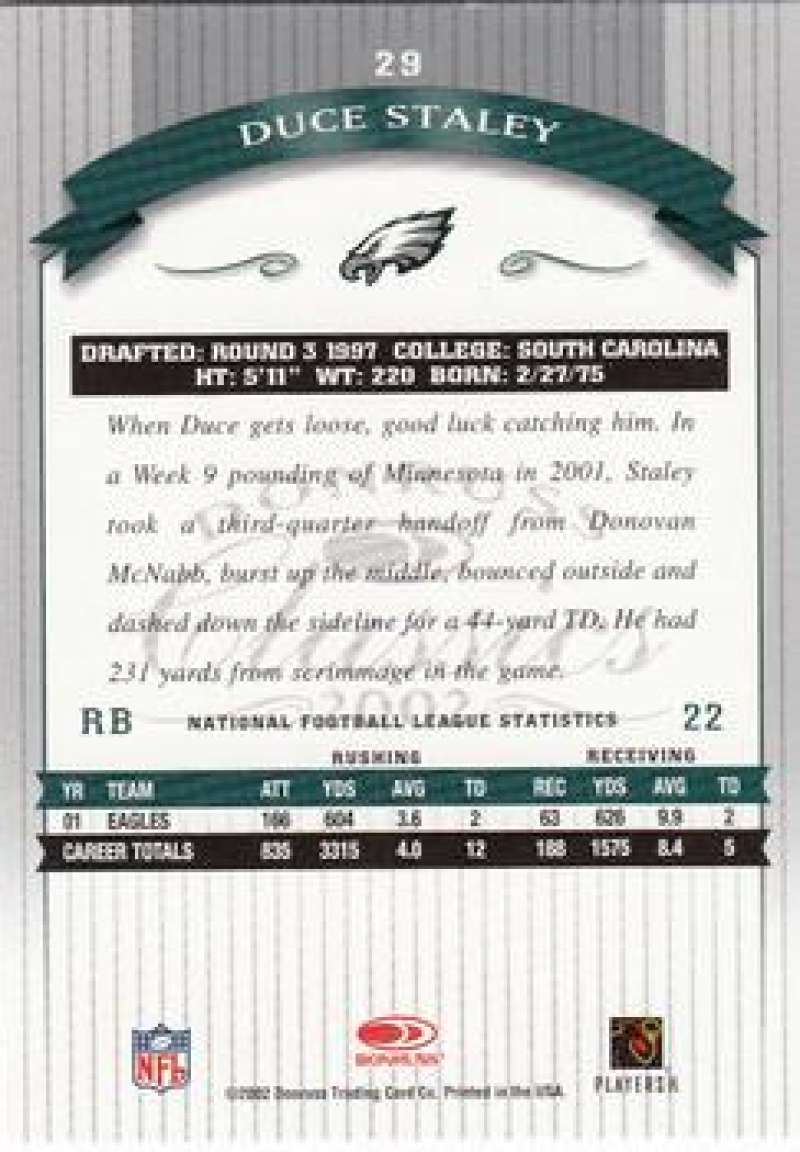 29
DUCE STALEY
DRAFTED: ROUND 3 1997 COLLEGE: SOUTH CAROLINA
HT: 5'11" WT: 220 BORN: 2/27/75
When Duce gets loose, good luck catching him. In
a Week 9 pounding of Minnesota in 2001, Staley
took a third-quarter handoff from Donovan
McNabb, burst up the middle, bounced outside and
dashed down the sideline for a 44-yard TD. He had
231 yards from scrimmage in the game.
Donruss
Classics
2002
RB NATIONAL FOOTBALL LEAGUE STATISTICS 22
RUSHING RECEIVING
YR TEAM ATT YDS AVG TD REC YDS AVG TD
01 EAGLES 166 604 3.6 2 63 626 9.9 2
CAREER TOTALS 835 3315 4.0 12 188 1575 8.4 5
NFL
DONRUSS
PLAYERS INC
©2002 Donruss Trading Card Co. Printed in the USA